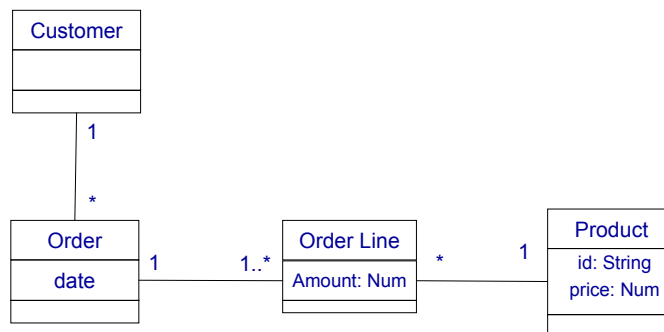 Customer
1
*
Order
date
1
1..*
Order Line
Amount: Num
*
1
Product
id: String
price: Num